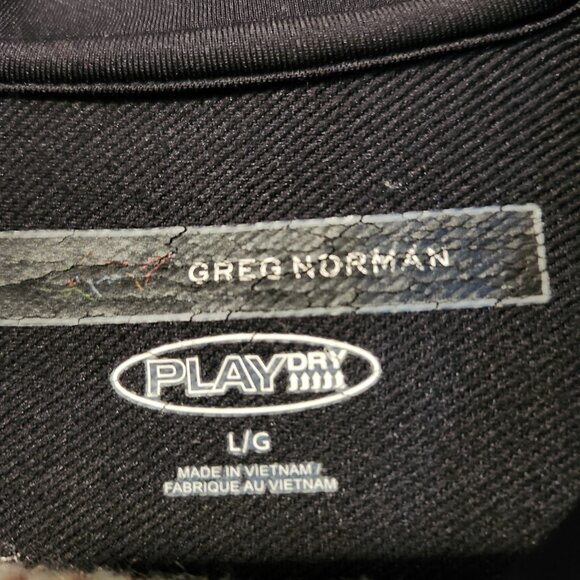 GREG NORMAN
PLAYDRY
L/G
MADE IN VIETNAM /
FABRIQUE AU VIETNAM